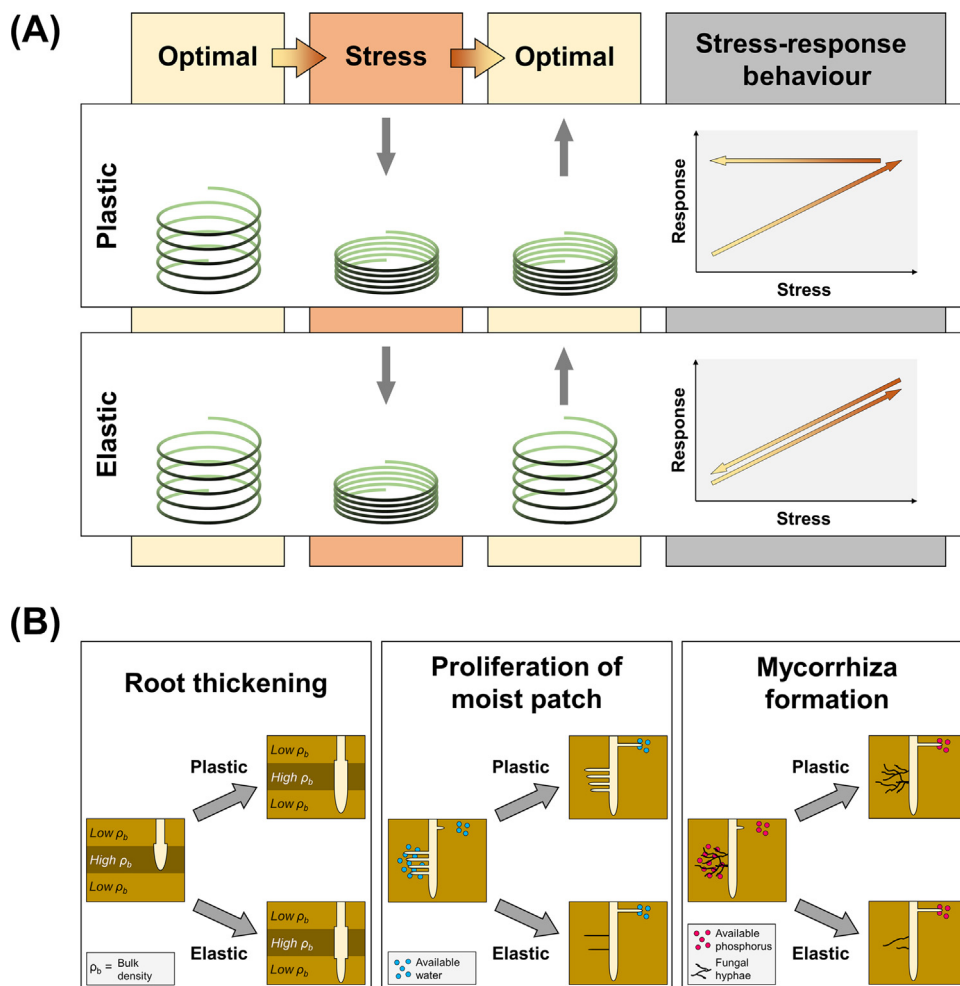 (A)
Optimal
Stress
Optimal
Stress-response
behaviour
Plastic
Response
Stress
Elastic
Response
Stress
(B)
Root thickening
Plastic
Low ρb
High ρb
Low ρb
Low ρb
High ρb
Low ρb
Elastic
Low ρb
High ρb
Low ρb
ρb = Bulk
density
Proliferation of
moist patch
Plastic
Elastic
Available
water
Mycorrhiza
formation
Plastic
Elastic
Available
phosphorus
Fungal
hyphae